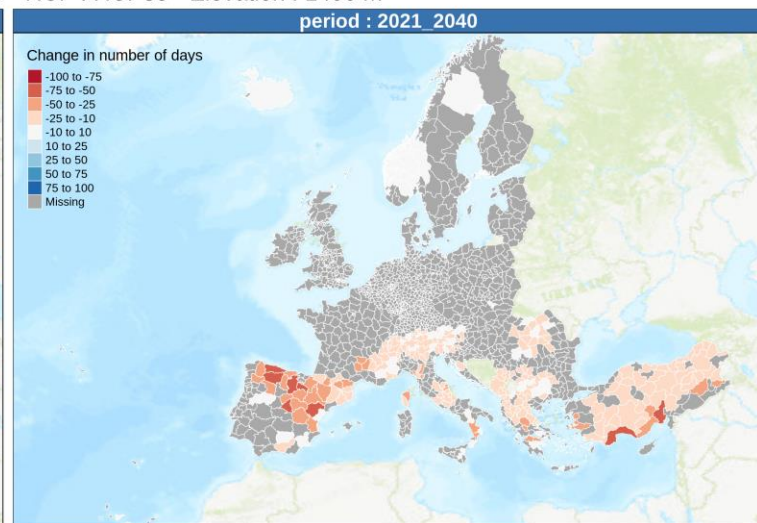 period : 2021_2040
Change in number of days
-100 to -75
-75 to -50
-50 to -25
-25 to -10
-10 to 10
10 to 25
25 to 50
50 to 75
75 to 100
Missing
UKRAINE